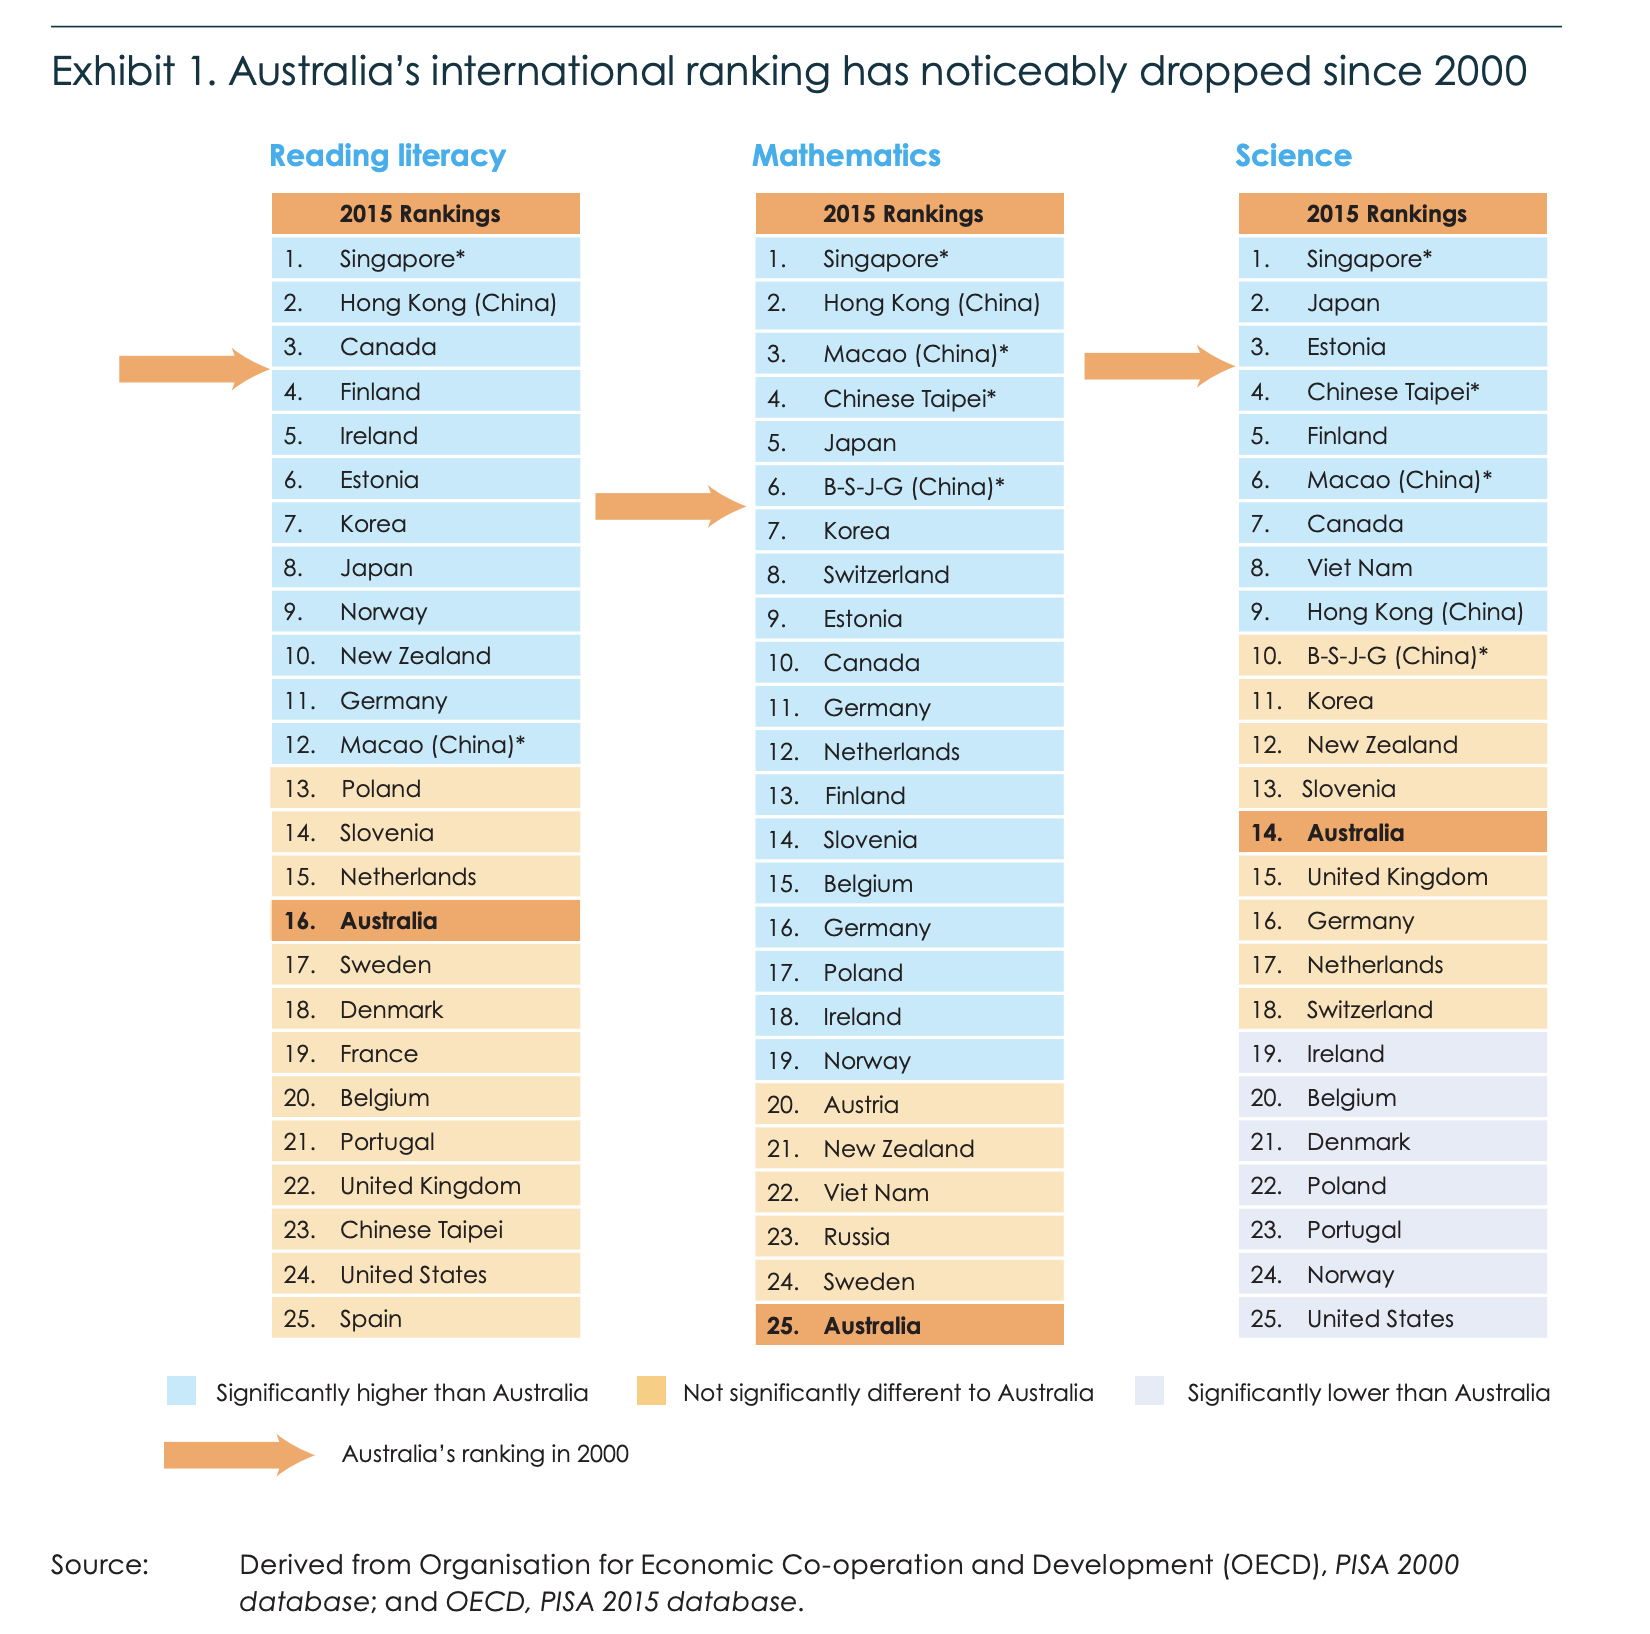 Exhibit 1. Australia's international ranking has noticeably dropped since 2000
Reading literacy
2015 Rankings
1. Singapore*
2. Hong Kong (China)
3. Canada
4. Finland
5. Ireland
6. Estonia
7. Korea
8. Japan
9. Norway
10. New Zealand
11. Germany
12. Macao (China)*
13. Poland
14. Slovenia
15. Netherlands
16. Australia
17. Sweden
18. Denmark
19. France
20. Belgium
21. Portugal
22. United Kingdom
23. Chinese Taipei
24. United States
25. Spain
Mathematics
2015 Rankings
1. Singapore*
2. Hong Kong (China)
3. Macao (China)*
4. Chinese Taipei*
5. Japan
6. B-S-J-G (China)*
7. Korea
8. Switzerland
9. Estonia
10. Canada
11. Germany
12. Netherlands
13. Finland
14. Slovenia
15. Belgium
16. Germany
17. Poland
18. Ireland
19. Norway
20. Austria
21. New Zealand
22. Viet Nam
23. Russia
24. Sweden
25. Australia
Science
2015 Rankings
1. Singapore*
2. Japan
3. Estonia
4. Chinese Taipei*
5. Finland
6. Macao (China)*
7. Canada
8. Viet Nam
9. Hong Kong (China)
10. B-S-J-G (China)*
11. Korea
12. New Zealand
13. Slovenia
14. Australia
15. United Kingdom
16. Germany
17. Netherlands
18. Switzerland
19. Ireland
20. Belgium
21. Denmark
22. Poland
23. Portugal
24. Norway
25. United States
Significantly higher than Australia
Not significantly different to Australia
Significantly lower than Australia
Australia's ranking in 2000
Source: Derived from Organisation for Economic Co-operation and Development (OECD), PISA 2000
database; and OECD, PISA 2015 database.